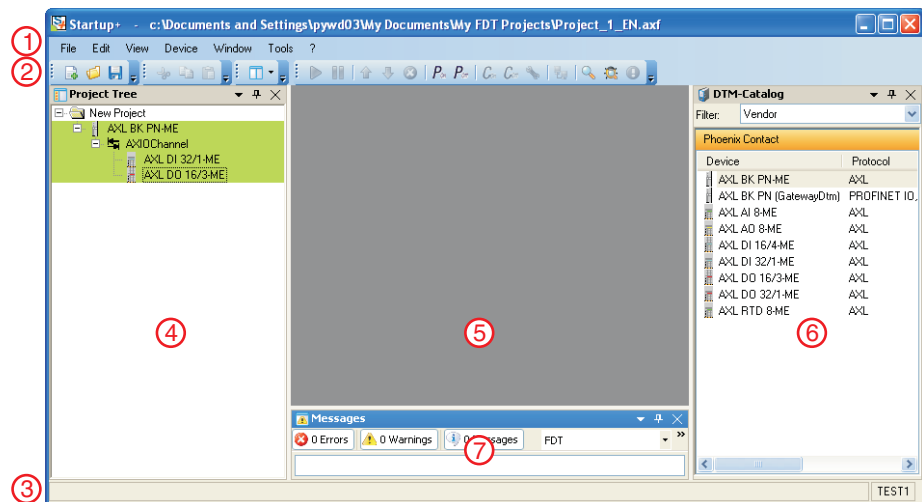 Startup+ - c:\Documents and Settings\pywd03\My Documents\My FDT Projects\Project_1_EN.axf
1
File Edit View Device Window Tools ?
2
Project Tree
New Project
AXL BK PN-ME
AXIOChannel
AXL DI 32/1-ME
AXL DO 16/3-ME
4
5
DTM-Catalog
Filter: Vendor
Phoenix Contact
Device Protocol
AXL BK PN-ME AXL
AXL BK PN (GatewayDtm) PROFINET IO,
AXL AI 8-ME AXL
AXL AO 8-ME AXL
AXL DI 16/4-ME AXL
AXL DI 32/1-ME AXL
AXL DO 16/3-ME AXL
AXL DO 32/1-ME AXL
AXL RTD 8-ME AXL
6
Messages
0 Errors 0 Warnings 0 Messages FDT
7
3
TEST1